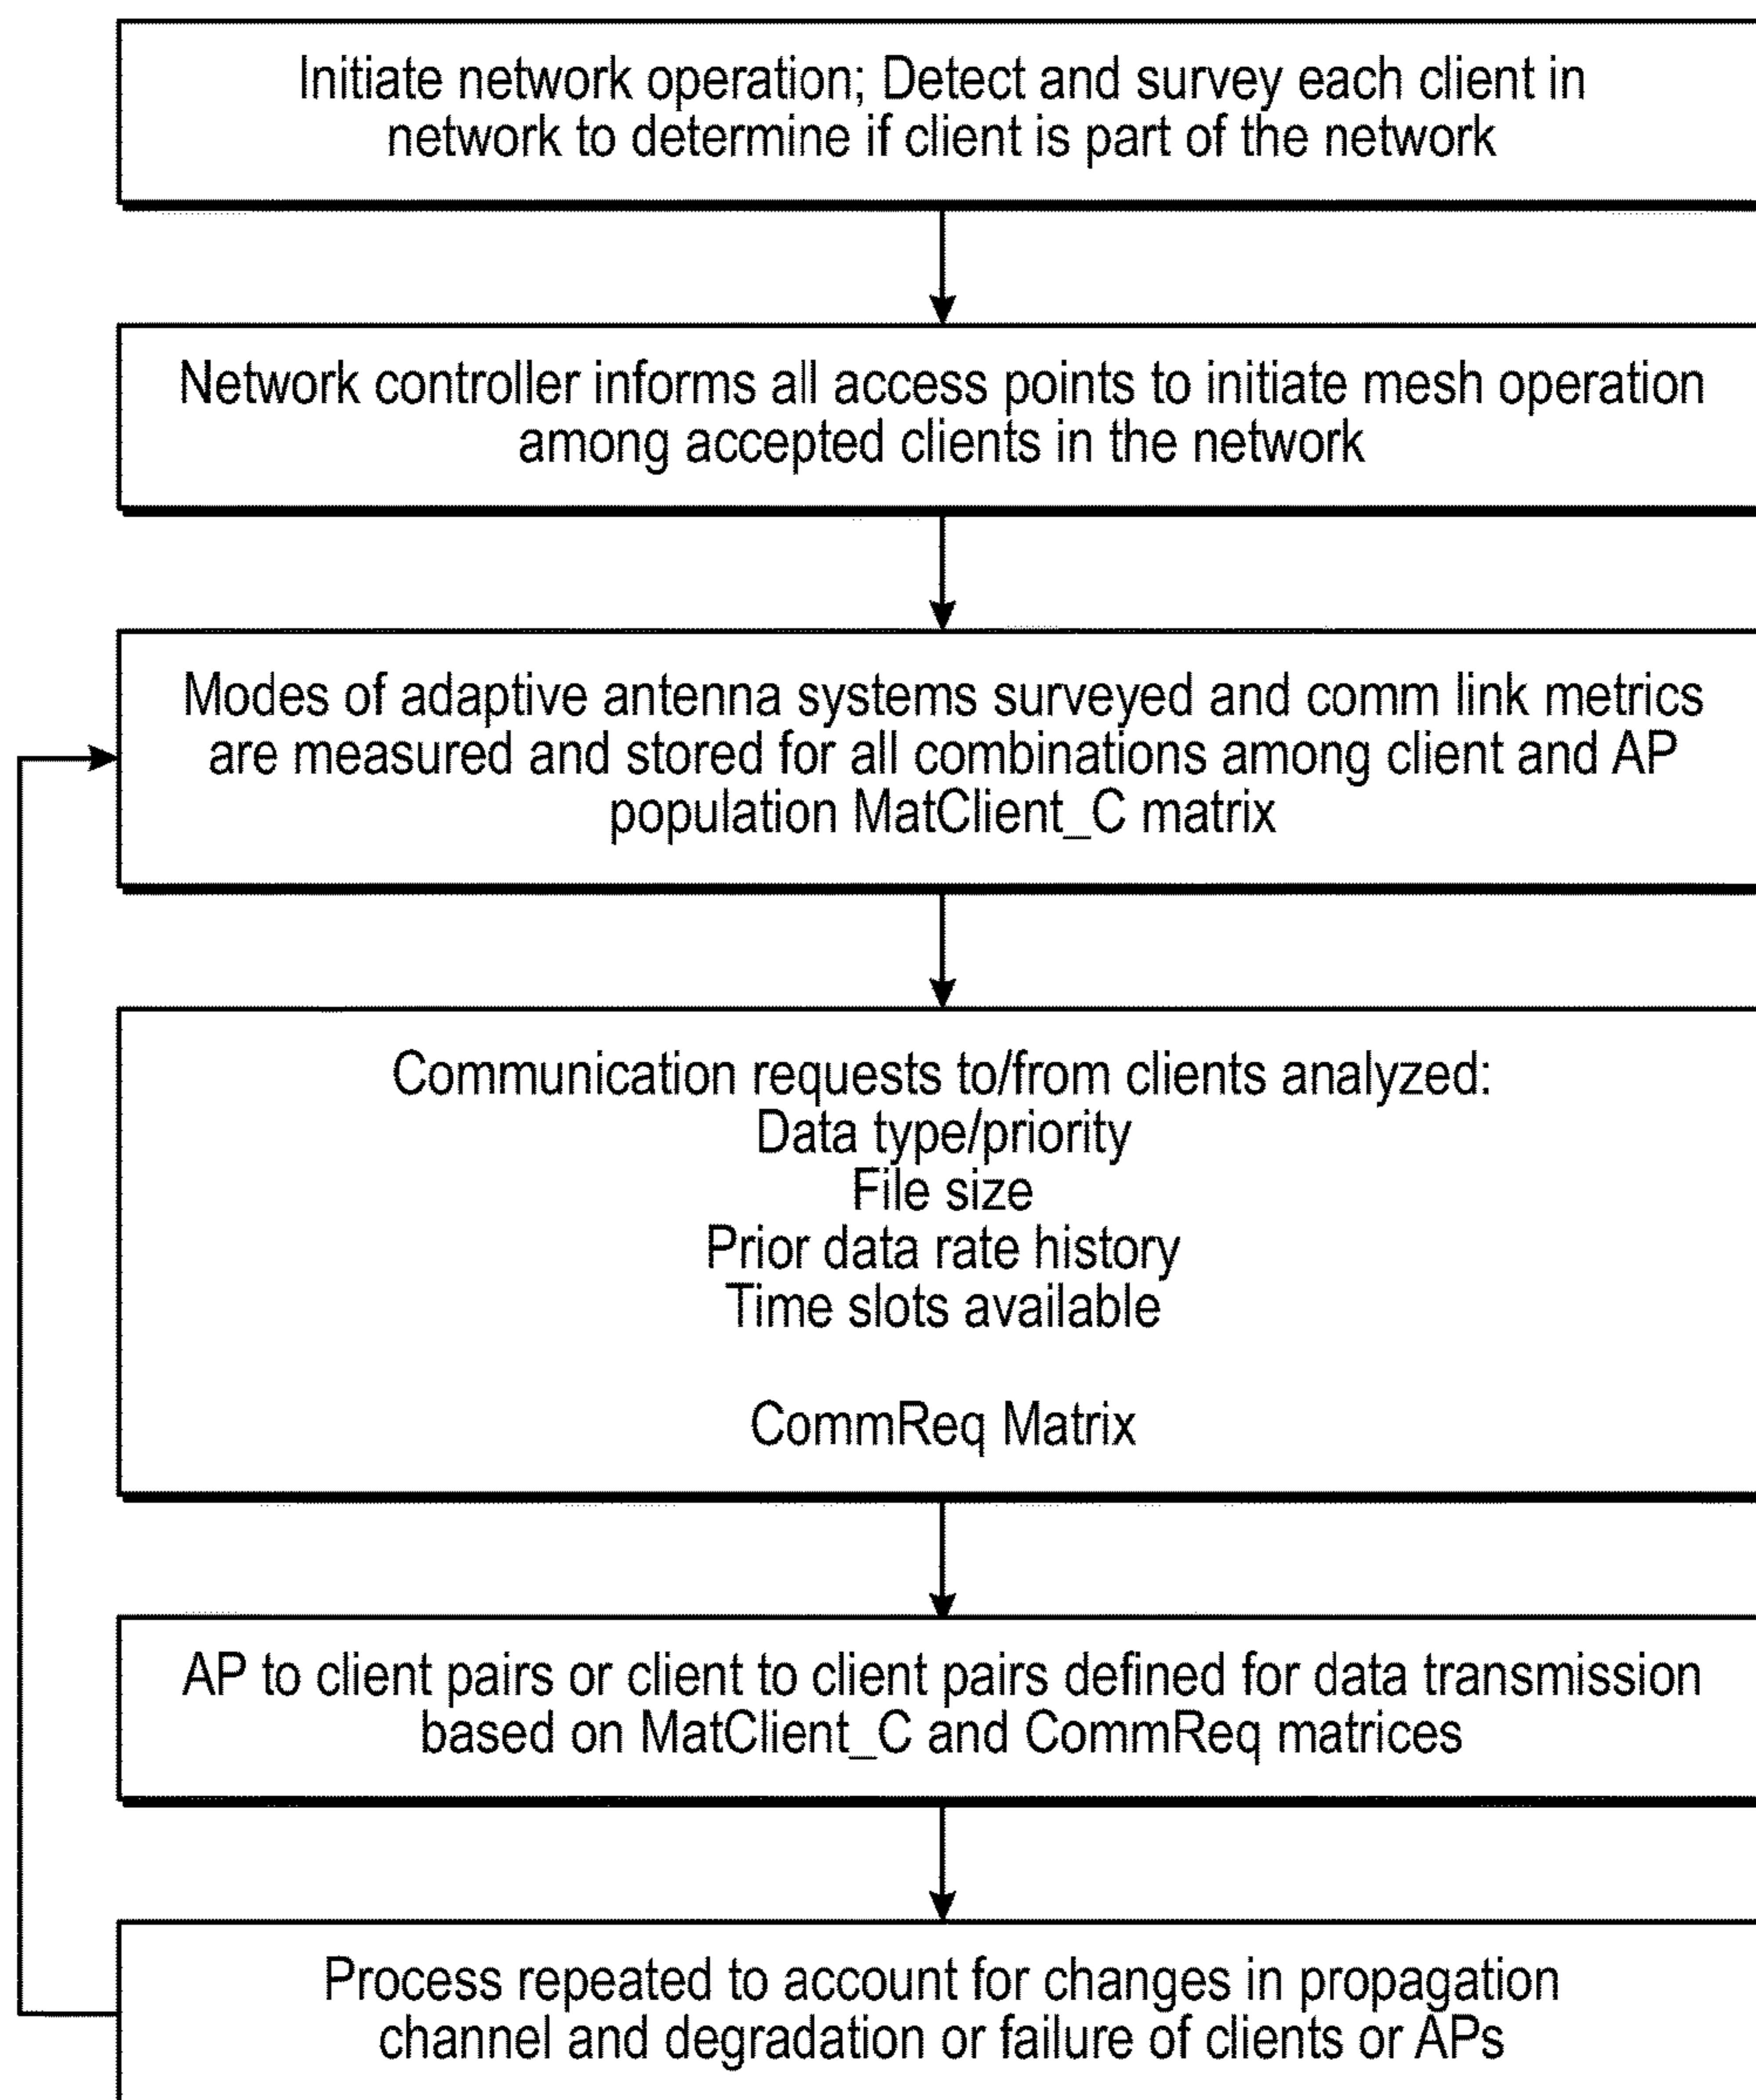 Initiate network operation; Detect and survey each client in
network to determine if client is part of the network
Network controller informs all access points to initiate mesh operation
among accepted clients in the network
Modes of adaptive antenna systems surveyed and comm link metrics
are measured and stored for all combinations among client and AP
population MatClient_C matrix
Communication requests to/from clients analyzed:
Data type/priority
File size
Prior data rate history
Time slots available
CommReq Matrix
AP to client pairs or client to client pairs defined for data transmission
based on MatClient_C and CommReq matrices
Process repeated to account for changes in propagation
channel and degradation or failure of clients or APs